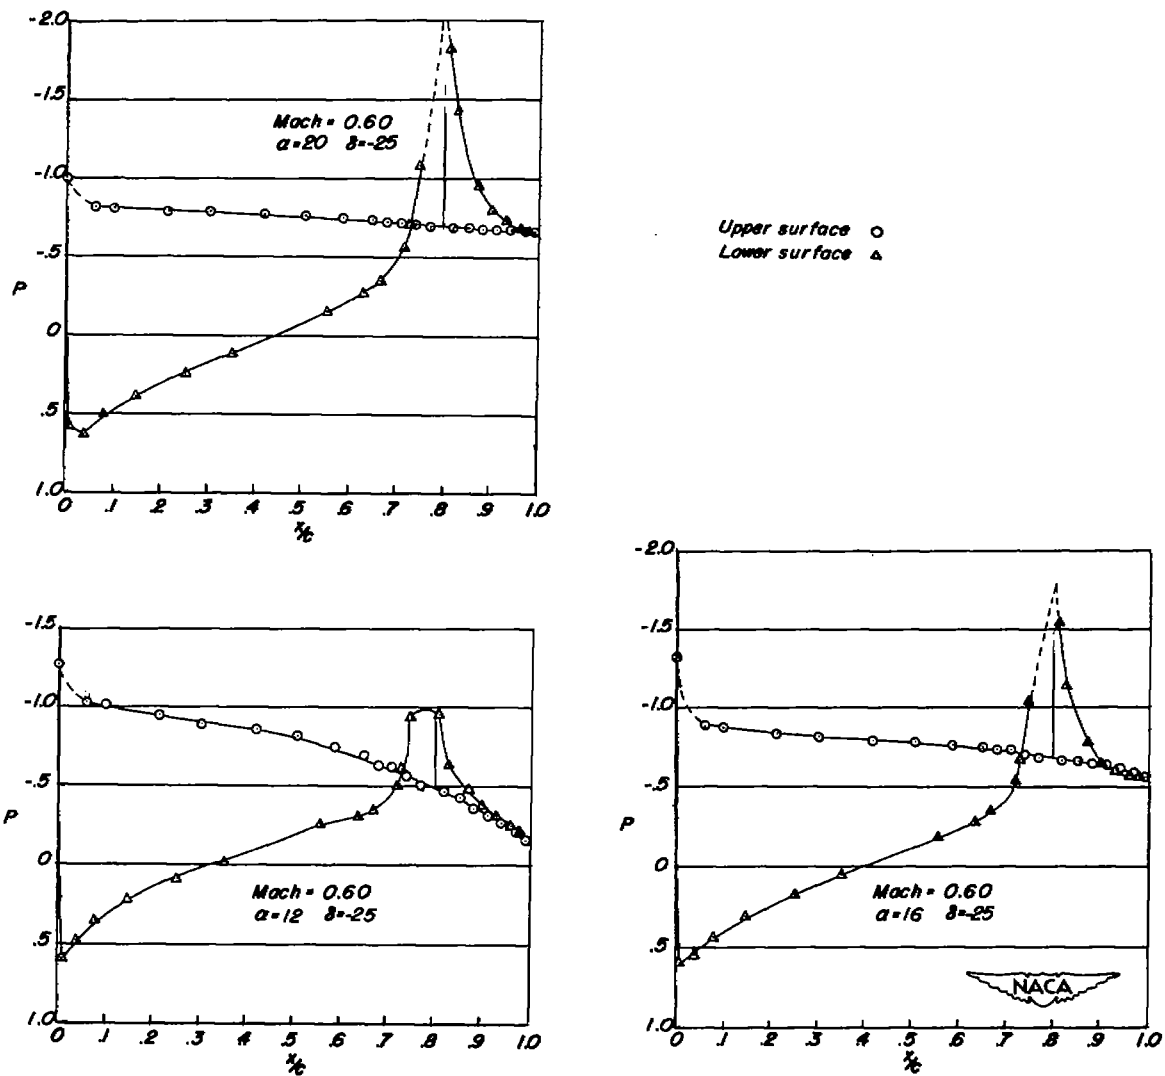 -2.0
-1.5
Mach = 0.60
α=20 δ=-25
-1.0
-.5
P
0
.5
1.0
0 .1 .2 .3 .4 .5 .6 .7 .8 .9 1.0
x/c
Upper surface ○
Lower surface △
-1.5
-1.0
-.5
P
0
Mach = 0.60
α=12 δ=-25
.5
1.0
0 .1 .2 .3 .4 .5 .6 .7 .8 .9 1.0
x/c
-2.0
-1.5
-1.0
-.5
P
0
Mach = 0.60
α=16 δ=-25
.5
NACA
1.0
0 .1 .2 .3 .4 .5 .6 .7 .8 .9 1.0
x/c